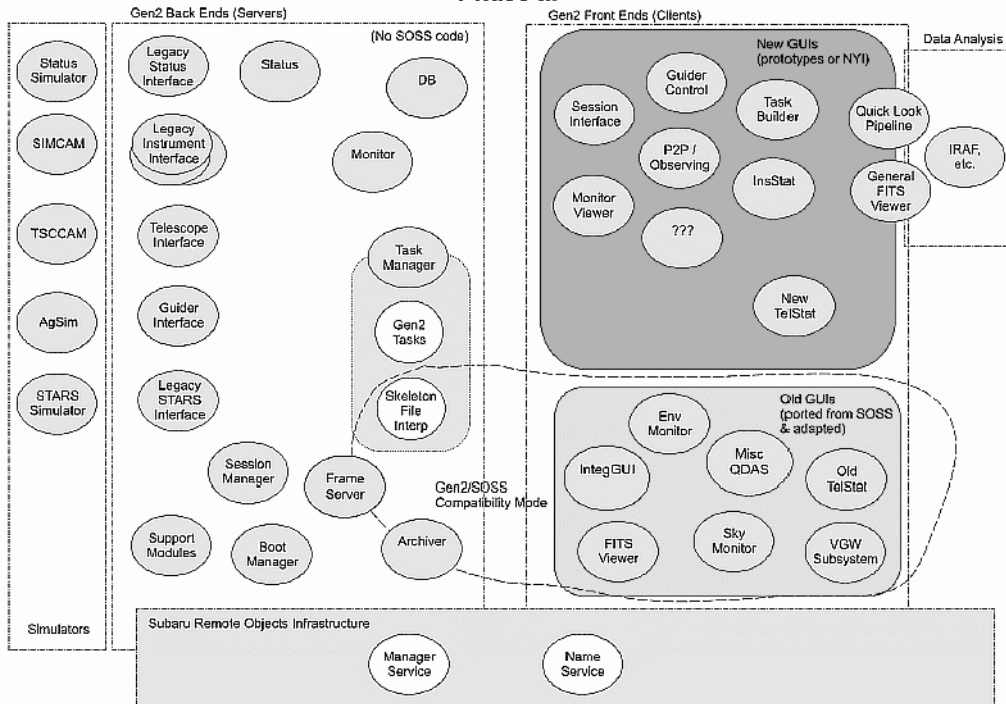 Gen2 Back Ends (Servers)
Gen2 Front Ends (Clients)
(No SOSS code)
Data Analysis
Status
Simulator
SIMCAM
TSCCAM
AgSim
STARS
Simulator
Simulators
Legacy
Status
Interface
Status
DB
Legacy
Instrument
Interface
Monitor
Telescope
Interface
Task
Manager
Guider
Interface
Gen2
Tasks
Legacy
STARS
Interface
Skeleton
File
Interp
Session
Manager
Frame
Server
Gen2/SOSS
Compatibility Mode
Support
Modules
Boot
Manager
Archiver
New GUIs
(prototypes or NYI)
Guider
Control
Session
Interface
Task
Builder
P2P /
Observing
InsStat
Monitor
Viewer
???
New
TelStat
Quick Look
Pipeline
General
FITS
Viewer
IRAF,
etc.
Old GUIs
(ported from SOSS
& adapted)
Env
Monitor
IntegGUI
Misc
QDAS
Old
TelStat
FITS
Viewer
Sky
Monitor
VGW
Subsystem
Subaru Remote Objects Infrastructure
Manager
Service
Name
Service